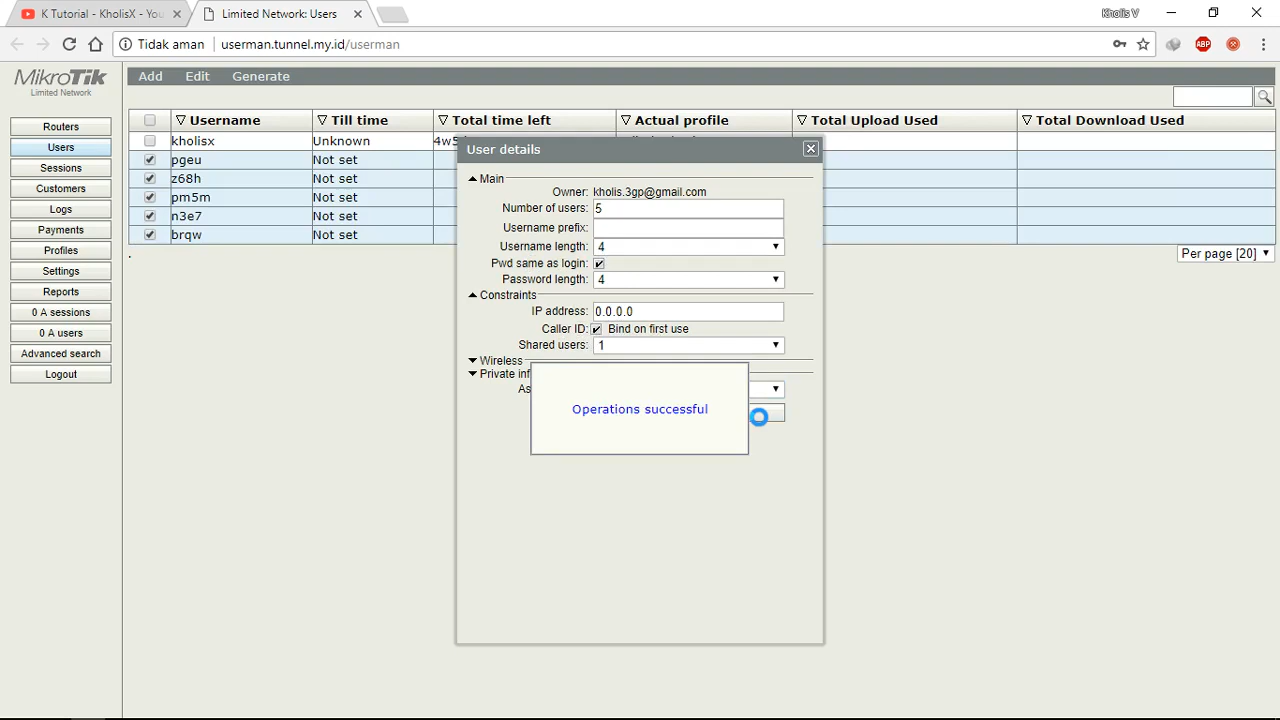 K Tutorial - KholisX - You
Limited Network: Users
Kholis V
Tidak aman
userman.tunnel.my.id/userman
ABP
MikroTik
Limited Network
Routers
Users
Sessions
Customers
Logs
Payments
Profiles
Settings
Reports
0 A sessions
0 A users
Advanced search
Logout
Add Edit Generate
Username Till time Total time left Actual profile Total Upload Used Total Download Used
kholisx Unknown
pgeu Not set
z68h Not set
pm5m Not set
n3e7 Not set
brqw Not set
Per page [20]
User details
Main
Owner: kholis.3gp@gmail.com
Number of users: 5
Username prefix:
Username length: 4
Pwd same as login:
Password length: 4
Constraints
IP address: 0.0.0.0
Caller ID: Bind on first use
Shared users: 1
Wireless
Private inf
As
Operations successful